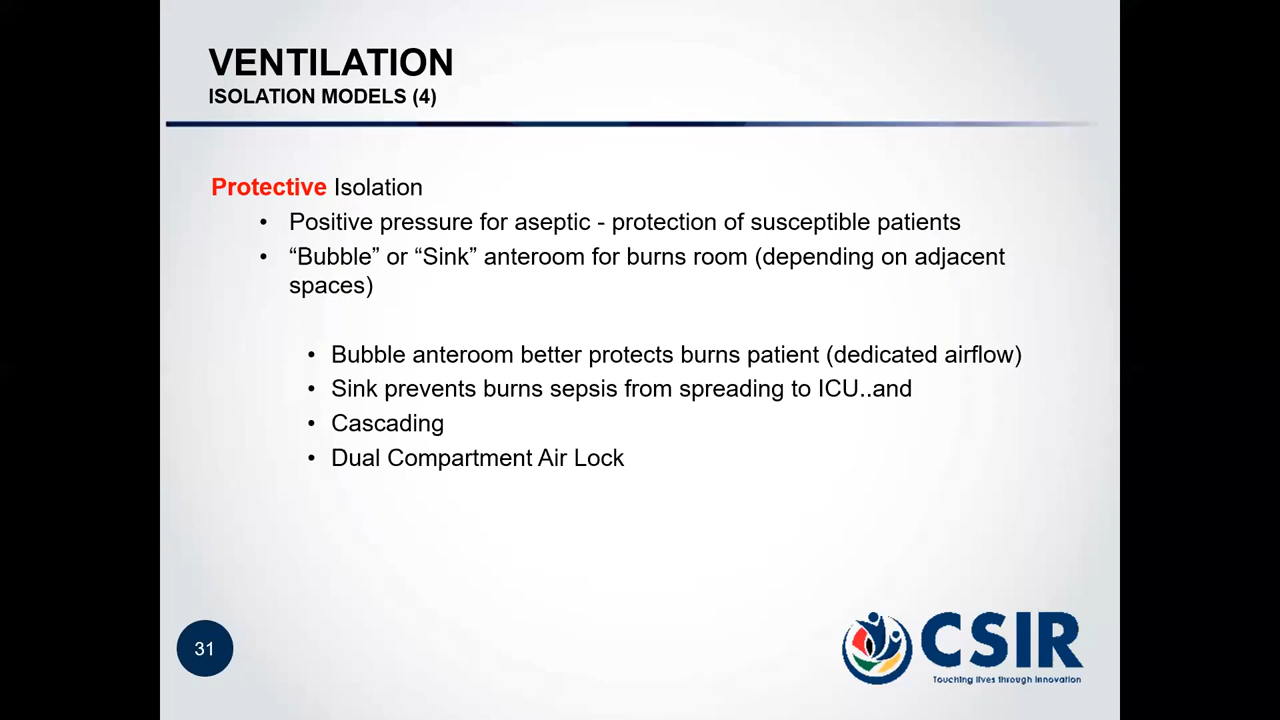 VENTILATION
ISOLATION MODELS (4)
Protective Isolation
• Positive pressure for aseptic - protection of susceptible patients
• “Bubble” or “Sink” anteroom for burns room (depending on adjacent
spaces)
• Bubble anteroom better protects burns patient (dedicated airflow)
• Sink prevents burns sepsis from spreading to ICU..and
• Cascading
• Dual Compartment Air Lock
31
CSIR
Touching lives through innovation